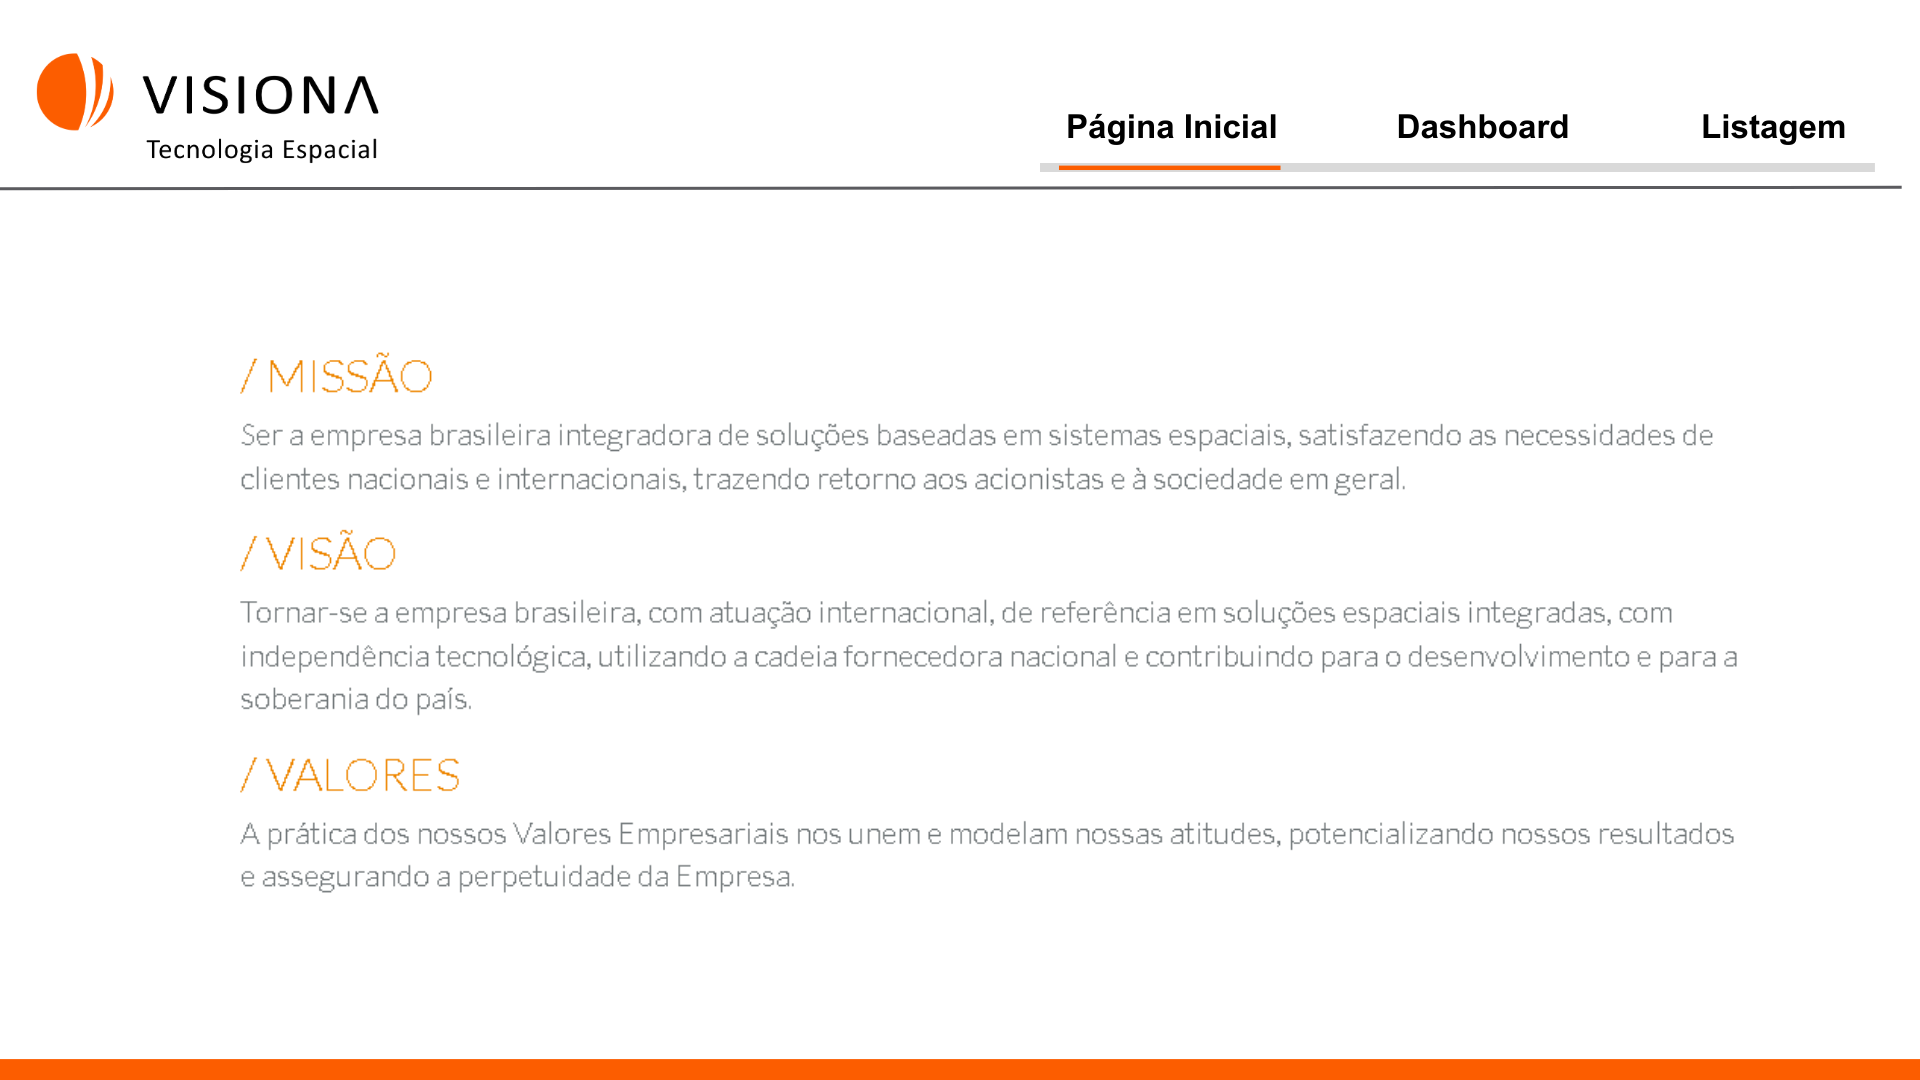 VISIONA
Tecnologia Espacial
Página Inicial Dashboard Listagem
/ MISSÃO
Ser a empresa brasileira integradora de soluções baseadas em sistemas espaciais, satisfazendo as necessidades de
clientes nacionais e internacionais, trazendo retorno aos acionistas e à sociedade em geral.
/ VISÃO
Tornar-se a empresa brasileira, com atuação internacional, de referência em soluções espaciais integradas, com
independência tecnológica, utilizando a cadeia fornecedora nacional e contribuindo para o desenvolvimento e para a
soberania do país.
/ VALORES
A prática dos nossos Valores Empresariais nos unem e modelam nossas atitudes, potencializando nossos resultados
e assegurando a perpetuidade da Empresa.